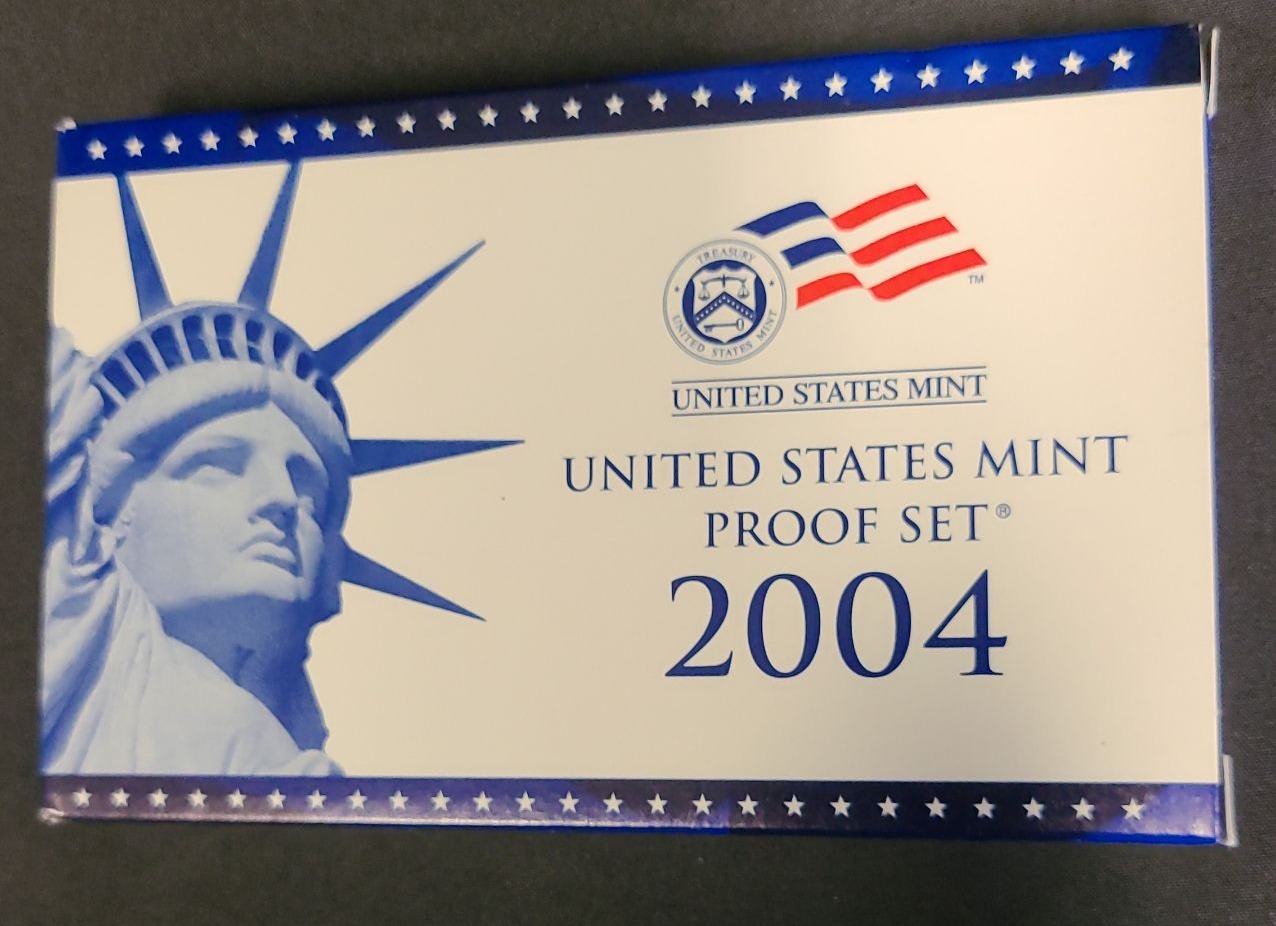 TREASURY
UNITED STATES MINT
TM
UNITED STATES MINT
UNITED STATES MINT
PROOF SET®
2004